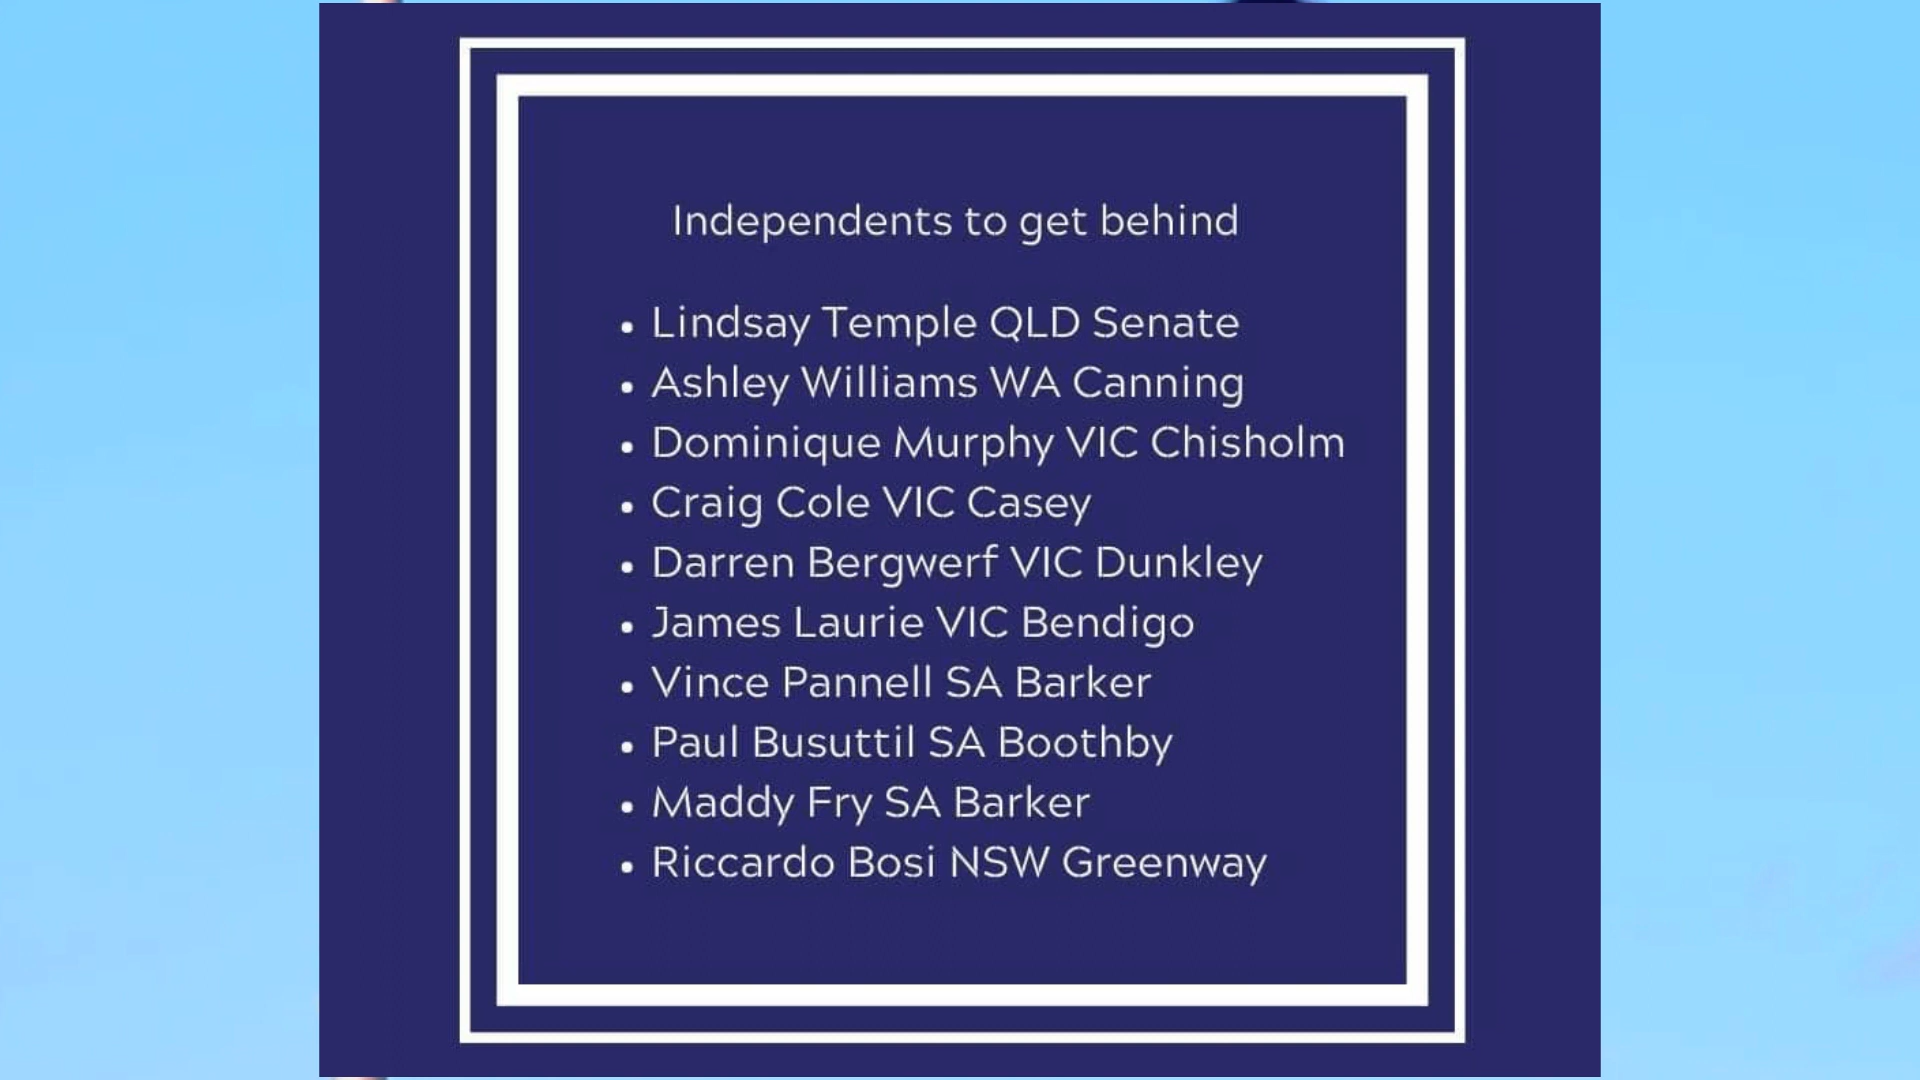 Independents to get behind
• Lindsay Temple QLD Senate
• Ashley Williams WA Canning
• Dominique Murphy VIC Chisholm
• Craig Cole VIC Casey
• Darren Bergwerf VIC Dunkley
• James Laurie VIC Bendigo
• Vince Pannell SA Barker
• Paul Busuttil SA Boothby
• Maddy Fry SA Barker
• Riccardo Bosi NSW Greenway